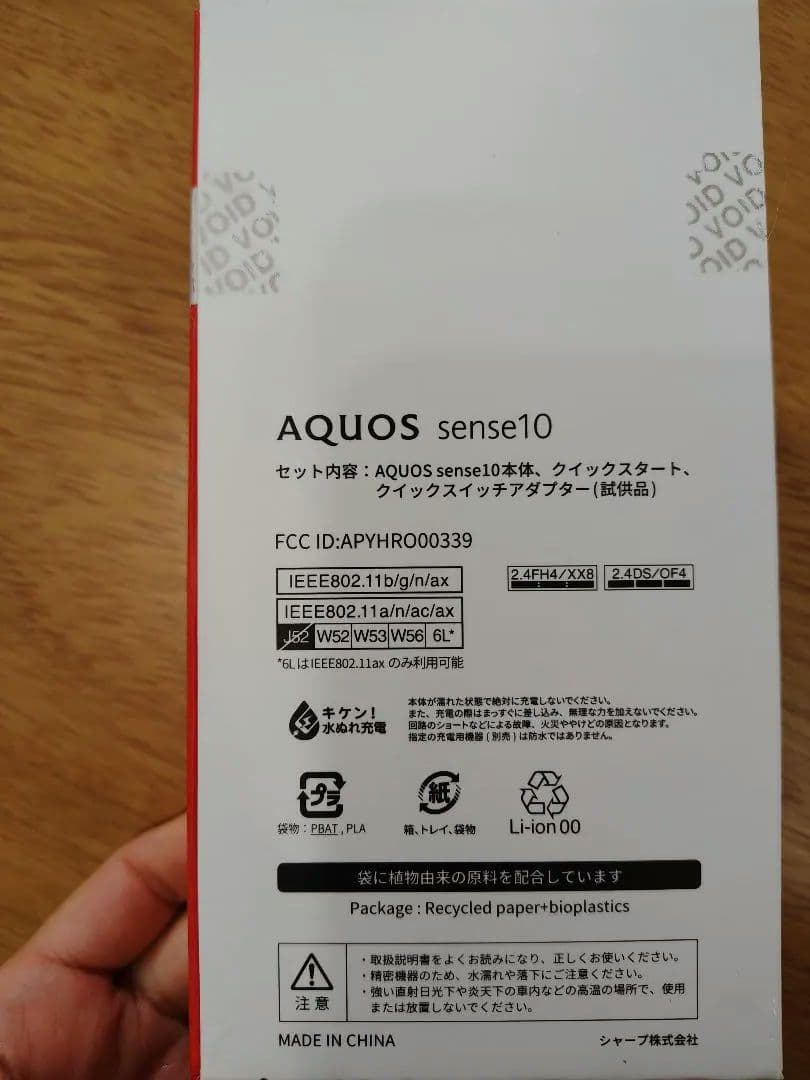 VOID VOID
AQUOS sense10
セット内容：AQUOS sense10本体、クイックスタート、
クイックスイッチアダプター(試供品)
FCC ID:APYHRO00339
IEEE802.11b/g/n/ax
2.4FH4/XX8 2.4DS/OF4
IEEE802.11a/n/ac/ax
J52 W52 W53 W56 6L*
*6LはIEEE802.11ax のみ利用可能
キケン！
水ぬれ充電
本体が濡れた状態で絶対に充電しないでください。
また、充電の際はまっすぐに差し込み、無理な力を加えないでください。
回路のショートなどによる故障、火災ややけどの原因となります。
指定の充電用機器(別売)は防水ではありません。
プラ 紙
袋物：PBAT, PLA 箱、トレイ、袋物 Li-ion 00
袋に植物由来の原料を配合しています
Package : Recycled paper+bioplastics
注意
・取扱説明書をよくお読みになり、正しくお使いください。
・精密機器のため、水濡れや落下にご注意ください。
・強い直射日光下や炎天下の車内などの高温の場所で、使用
または放置しないでください。
MADE IN CHINA シャープ株式会社